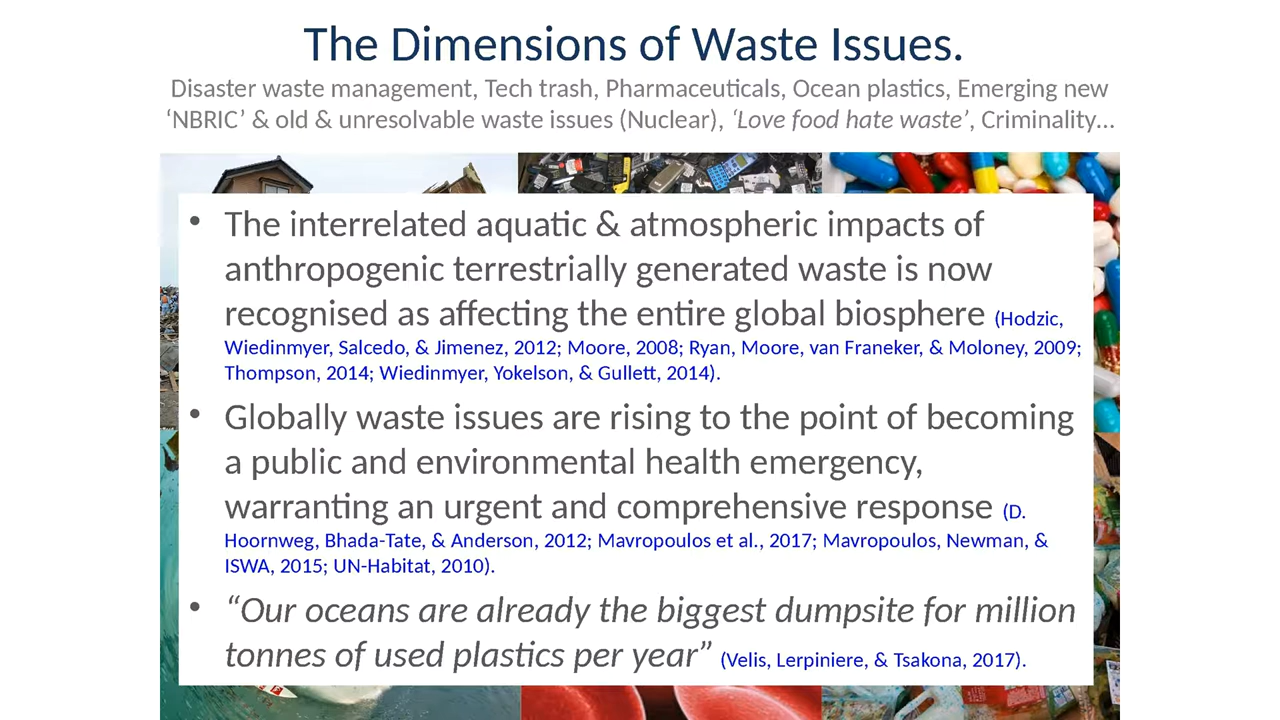 The Dimensions of Waste Issues.
Disaster waste management, Tech trash, Pharmaceuticals, Ocean plastics, Emerging new
‘NBRIC’ & old & unresolvable waste issues (Nuclear), ‘Love food hate waste’, Criminality…
• The interrelated aquatic & atmospheric impacts of
anthropogenic terrestrially generated waste is now
recognised as affecting the entire global biosphere (Hodzic,
Wiedinmyer, Salcedo, & Jimenez, 2012; Moore, 2008; Ryan, Moore, van Franeker, & Moloney, 2009;
Thompson, 2014; Wiedinmyer, Yokelson, & Gullett, 2014).
• Globally waste issues are rising to the point of becoming
a public and environmental health emergency,
warranting an urgent and comprehensive response (D.
Hoornweg, Bhada-Tate, & Anderson, 2012; Mavropoulos et al., 2017; Mavropoulos, Newman, &
ISWA, 2015; UN-Habitat, 2010).
• “Our oceans are already the biggest dumpsite for million
tonnes of used plastics per year” (Velis, Lerpiniere, & Tsakona, 2017).